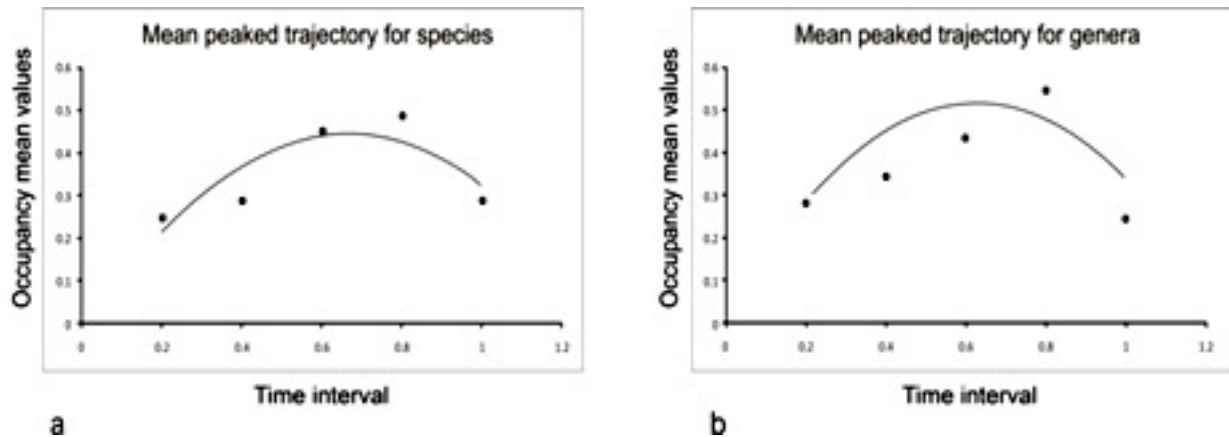 Mean peaked trajectory for species
Occupancy mean values
0.6
0.5
0.4
0.3
0.2
0.1
0
0 0.2 0.4 0.6 0.8 1 1.2
Time interval
a
Mean peaked trajectory for genera
Occupancy mean values
0.6
0.5
0.4
0.3
0.2
0.1
0
0 0.2 0.4 0.6 0.8 1 1.2
Time interval
b